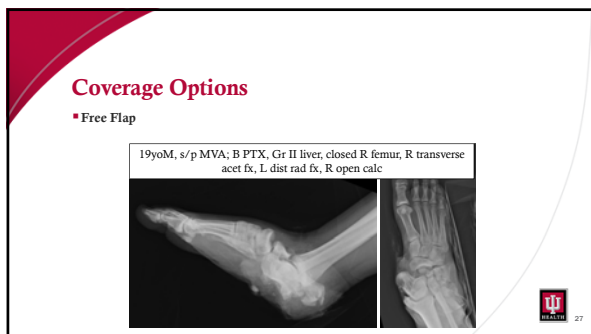 Coverage Options
Free Flap
19yoM, s/p MVA; B PTX, Gr II liver, closed R femur, R transverse
acet fx, L dist rad fx, R open calc
HEALTH
27